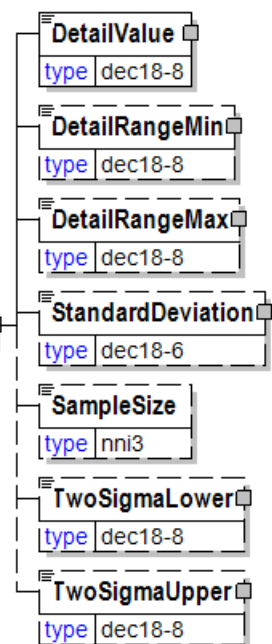 DetailValue
type dec18-8
DetailRangeMin
type dec18-8
DetailRangeMax
type dec18-8
StandardDeviation
type dec18-6
SampleSize
type nni3
TwoSigmaLower
type dec18-8
TwoSigmaUpper
type dec18-8